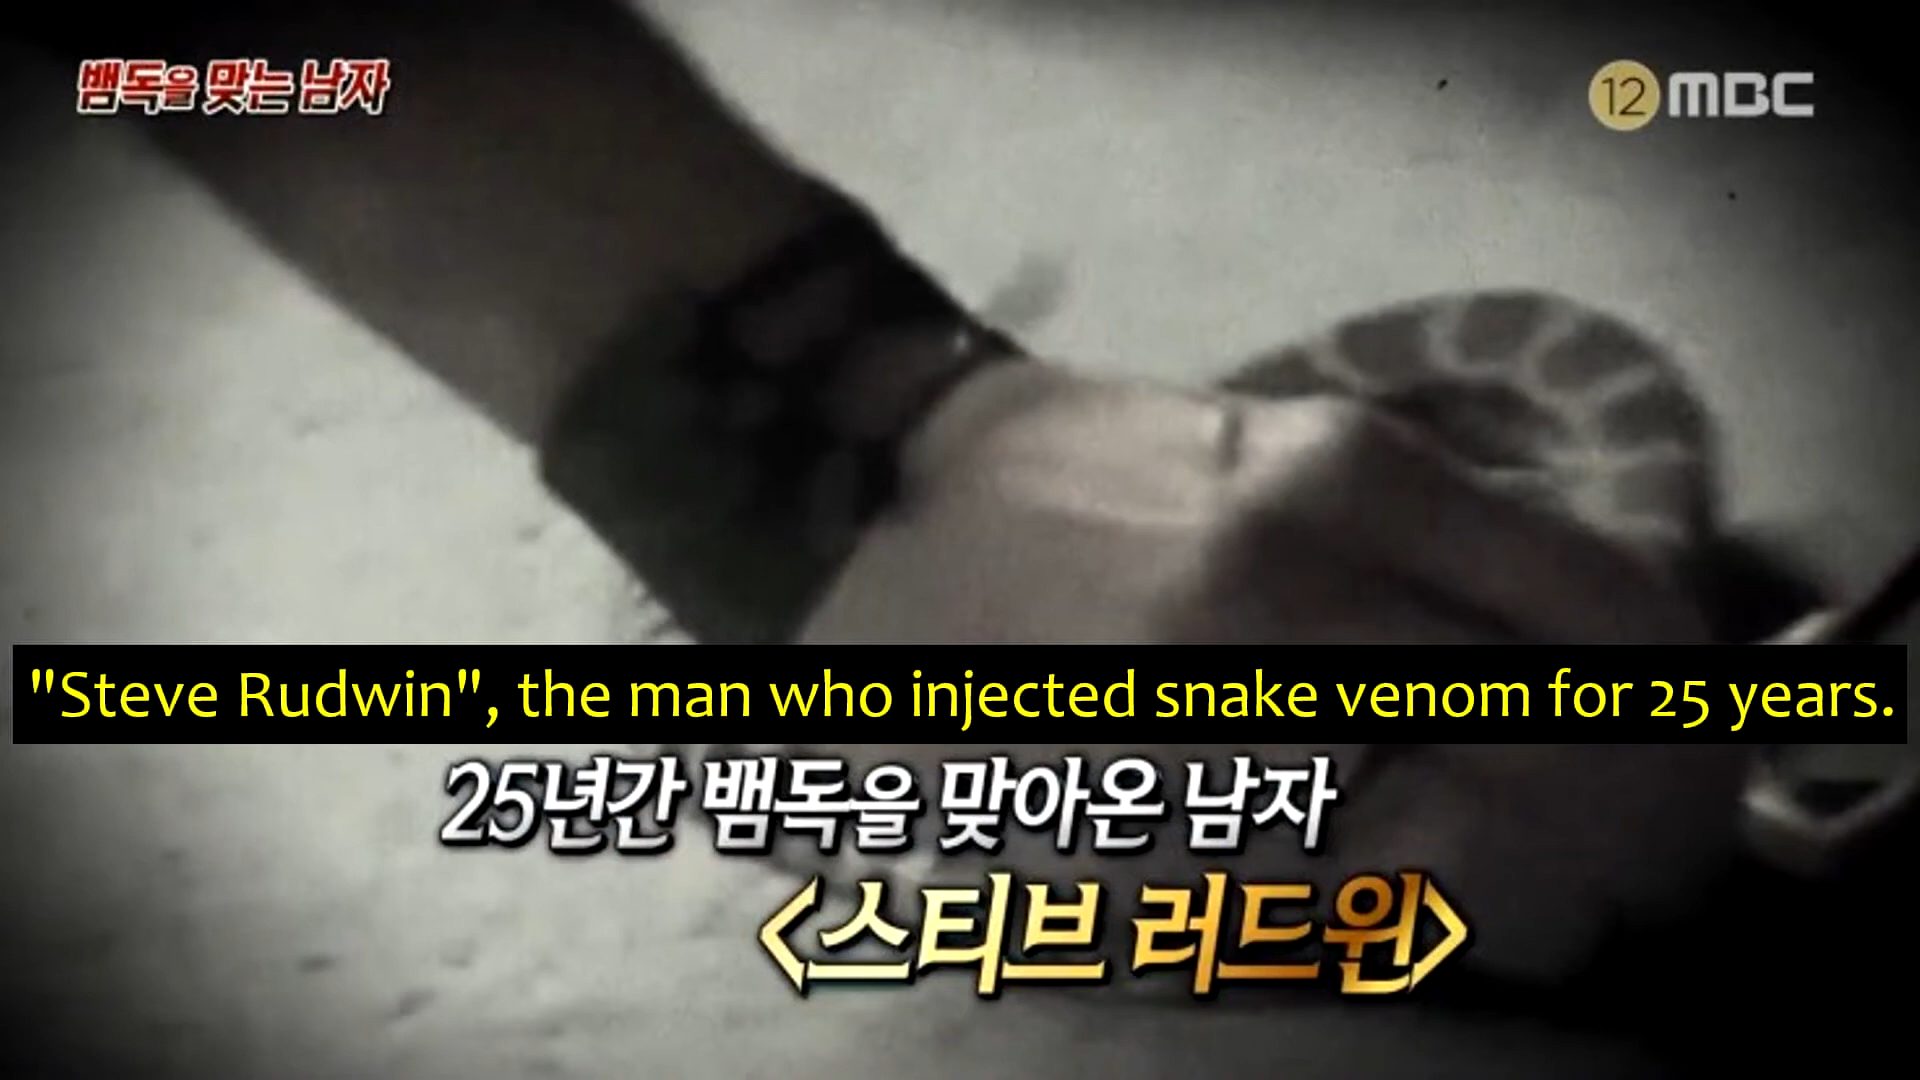 뱀독을 맞는 남자
12 MBC
"Steve Rudwin", the man who injected snake venom for 25 years.
25년간 뱀독을 맞아온 남자
<스티브 러드윈>